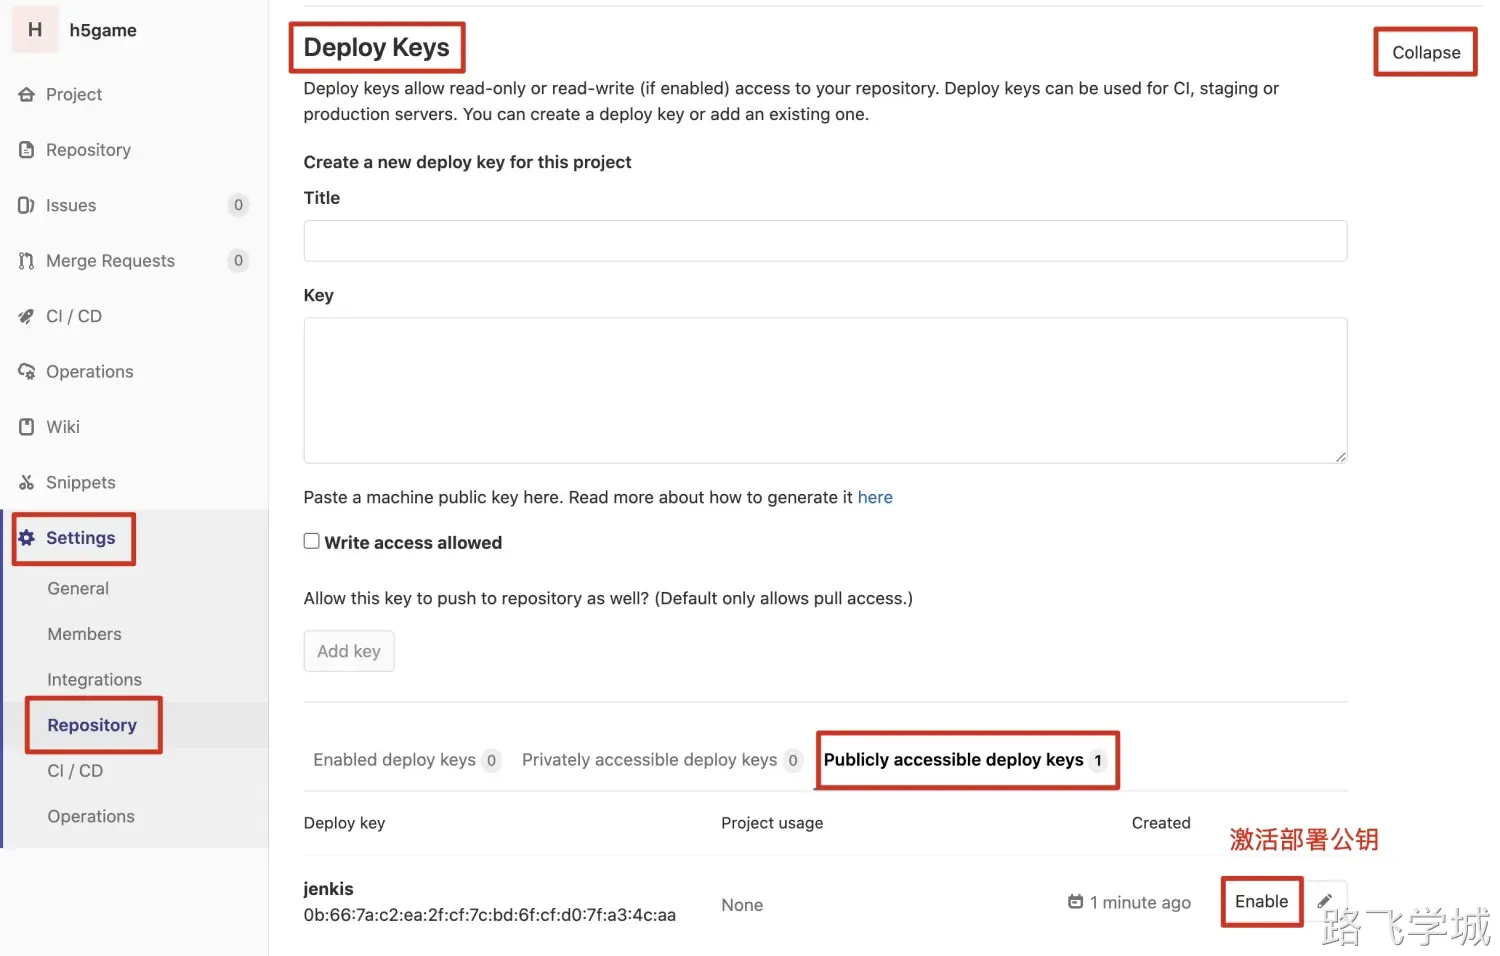 H h5game
Project
Repository
Issues 0
Merge Requests 0
CI / CD
Operations
Wiki
Snippets
Settings
General
Members
Integrations
Repository
CI / CD
Operations
Deploy Keys
Collapse
Deploy keys allow read-only or read-write (if enabled) access to your repository. Deploy keys can be used for CI, staging or
production servers. You can create a deploy key or add an existing one.
Create a new deploy key for this project
Title
Key
Paste a machine public key here. Read more about how to generate it here
Write access allowed
Allow this key to push to repository as well? (Default only allows pull access.)
Add key
Enabled deploy keys 0 Privately accessible deploy keys 0 Publicly accessible deploy keys 1
Deploy key Project usage Created
激活部署公钥
jenkis
0b:66:7a:c2:ea:2f:cf:7c:bd:6f:cf:d0:7f:a3:4c:aa
None
1 minute ago
Enable
路飞学城